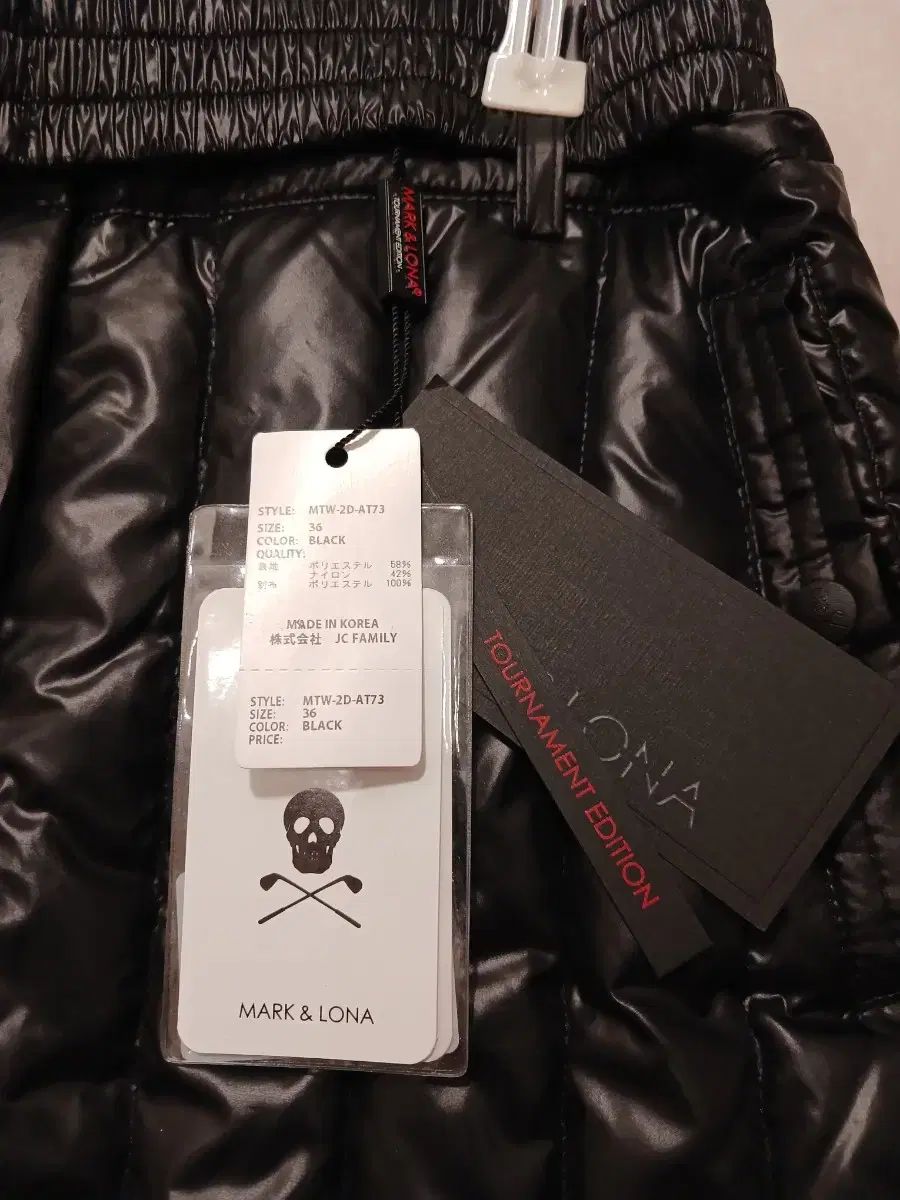 MARK & LONA®
TOURNAMENT EDITION
STYLE: MTW-2D-AT73
SIZE: 36
COLOR: BLACK
QUALITY:
表地 ポリエステル 58%
ナイロン 42%
別布 ポリエステル 100%
MADE IN KOREA
株式会社 JC FAMILY
STYLE: MTW-2D-AT73
SIZE: 36
COLOR: BLACK
PRICE:
MARK & LONA
LONA
TOURNAMENT EDITION